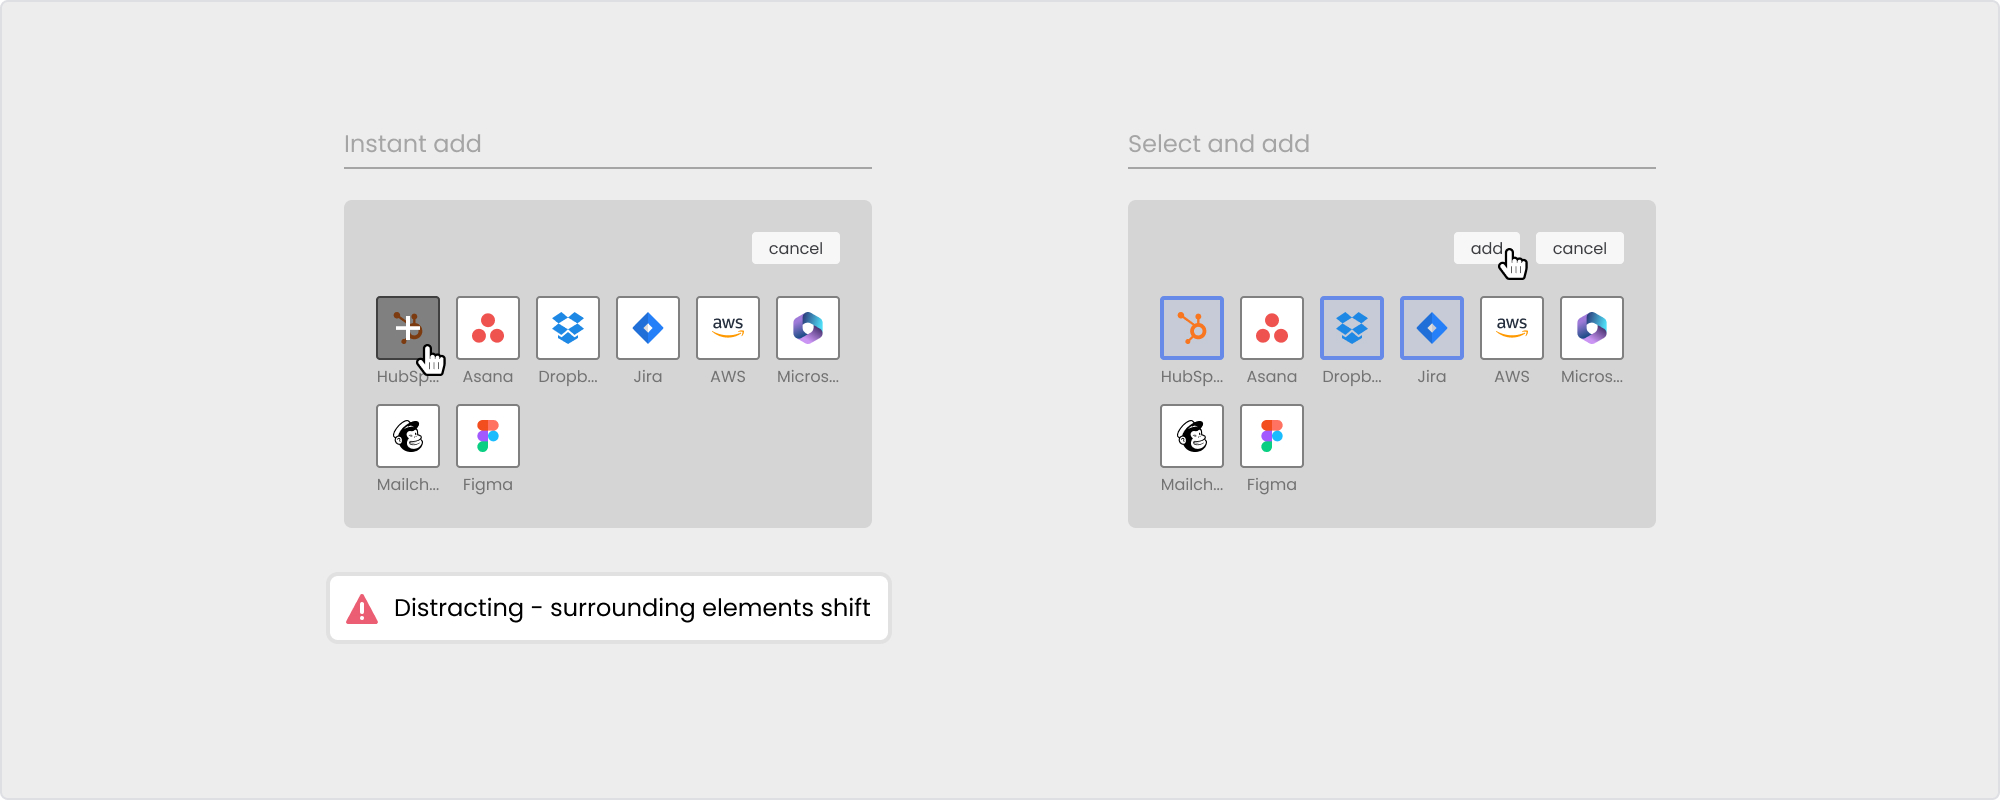 Instant add
cancel
HubSp... Asana Dropb... Jira AWS Micros...
aws
Mailch... Figma
Distracting - surrounding elements shift
Select and add
add cancel
aws
HubSp... Asana Dropb... Jira AWS Micros...
Mailch... Figma